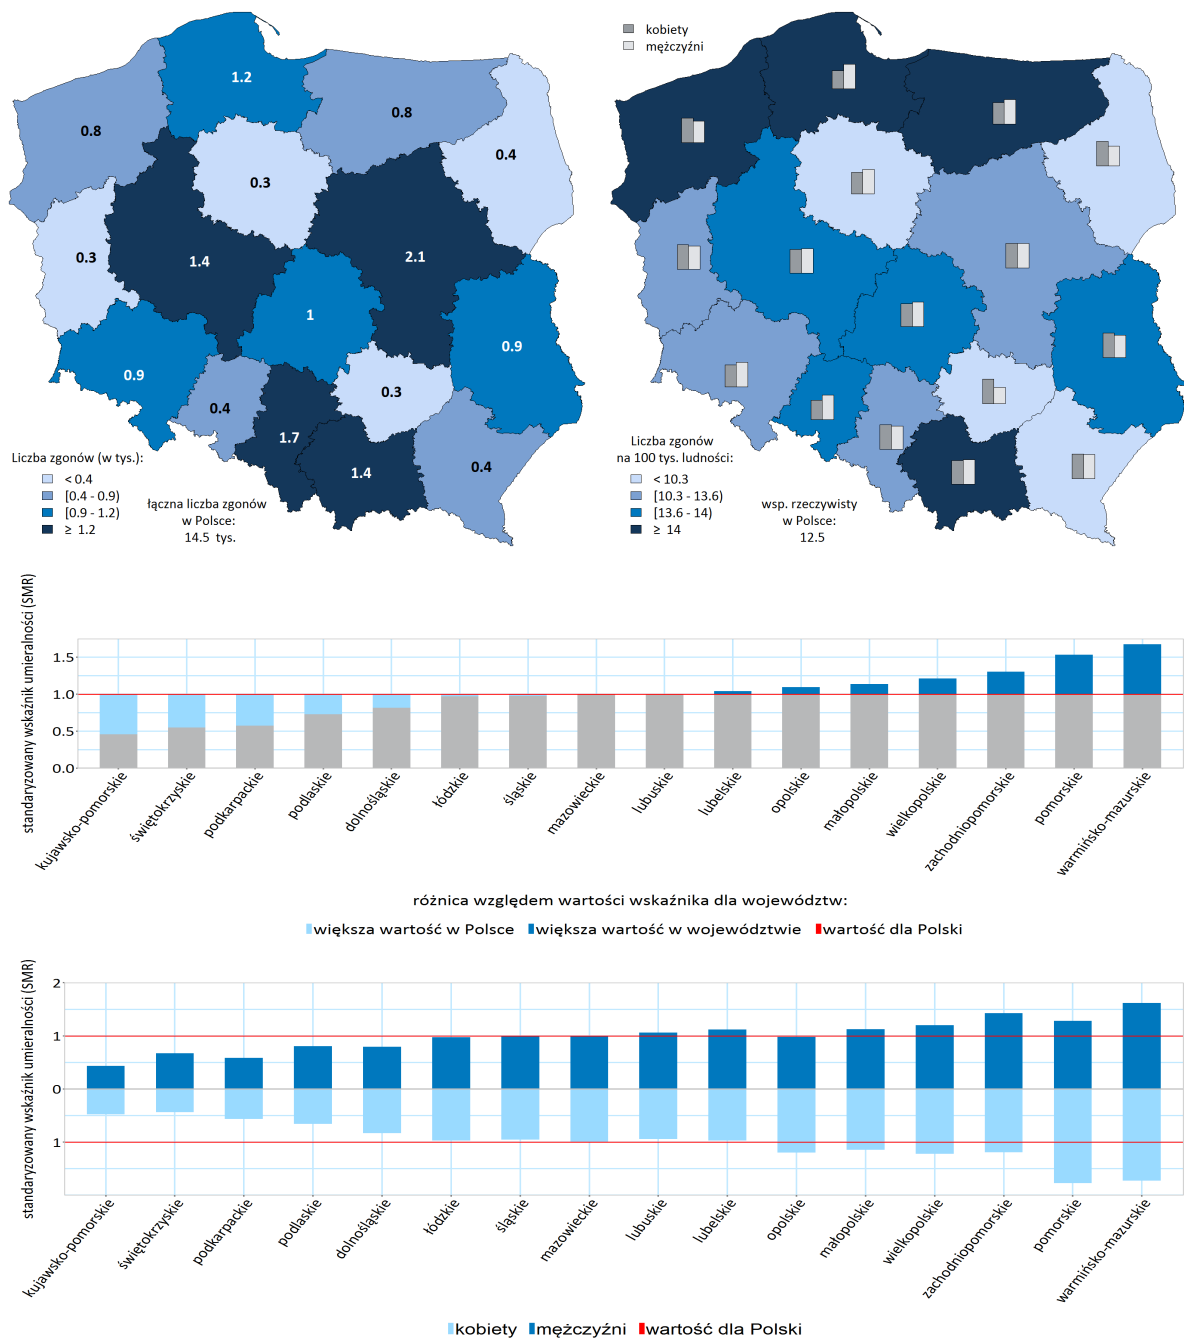 1.2
0.8
0.8
0.4
0.3
0.3
1.4
2.1
1
0.9
0.9
0.4
0.3
1.7
1.4
0.4
Liczba zgonów (w tys.):
< 0.4
[0.4 - 0.9)
[0.9 - 1.2)
≥ 1.2
łączna liczba zgonów
w Polsce:
14.5 tys.
kobiety
mężczyźni
Liczba zgonów
na 100 tys. ludności:
< 10.3
[10.3 - 13.6)
[13.6 - 14)
≥ 14
wsp. rzeczywisty
w Polsce:
12.5
standaryzowany wskaźnik umieralności (SMR)
1.5
1.0
0.5
0.0
kujawsko-pomorskie
świętokrzyskie
podkarpackie
podlaskie
dolnośląskie
łódzkie
śląskie
mazowieckie
lubuskie
lubelskie
opolskie
małopolskie
wielkopolskie
zachodniopomorskie
pomorskie
warmińsko-mazurskie
różnica względem wartości wskaźnika dla województw:
większa wartość w Polsce większa wartość w województwie wartość dla Polski
standaryzowany wskaźnik umieralności (SMR)
2
1
0
1
kujawsko-pomorskie
świętokrzyskie
podkarpackie
podlaskie
dolnośląskie
łódzkie
śląskie
mazowieckie
lubuskie
lubelskie
opolskie
małopolskie
wielkopolskie
zachodniopomorskie
pomorskie
warmińsko-mazurskie
kobiety mężczyźni wartość dla Polski